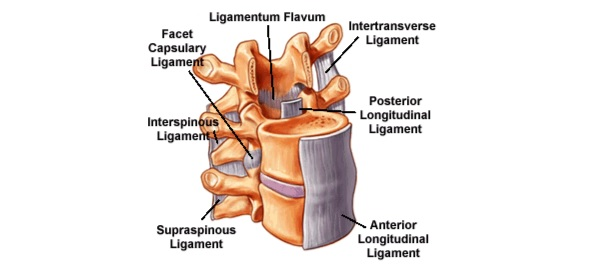 Ligamentum Flavum
Facet
Capsulary
Ligament
Intertransverse
Ligament
Posterior
Longitudinal
Ligament
Interspinous
Ligament
Supraspinous
Ligament
Anterior
Longitudinal
Ligament